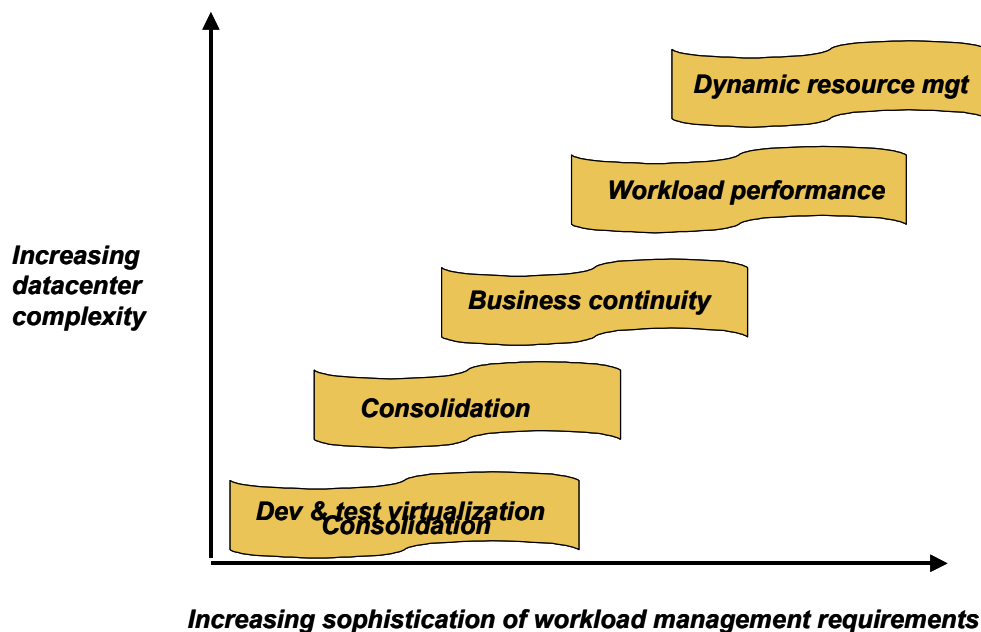 Dynamic resource mgt
Workload performance
Increasing
datacenter
complexity
Business continuity
Consolidation
Dev & test virtualization
Consolidation
Increasing sophistication of workload management requirements